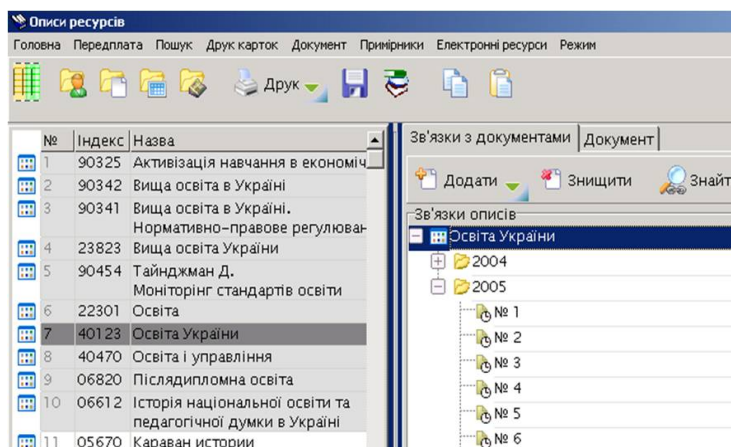 Описи ресурсів
Головна Передплата Пошук Друк карток Документ Примірники Електронні ресурси Режим
Друк
№ Індекс Назва
1 90325 Активізація навчання в економіч
2 90342 Вища освіта в Україні
3 90341 Вища освіта в Україні.
Нормативно-правове регулюван
4 23823 Вища освіта України
5 90454 Тайнджман Д.
Моніторінг стандартів освіти
6 22301 Освіта
7 40123 Освіта України
8 40470 Освіта і управління
9 06820 Післядипломна освіта
10 06612 Історія національної освіти та
педагогічної думки в Україні
11 05670 Караван истории
Зв'язки з документами Документ
Додати Знищити Знайт
Зв'язки описів
Освіта України
2004
2005
№ 1
№ 2
№ 3
№ 4
№ 5
№ 6